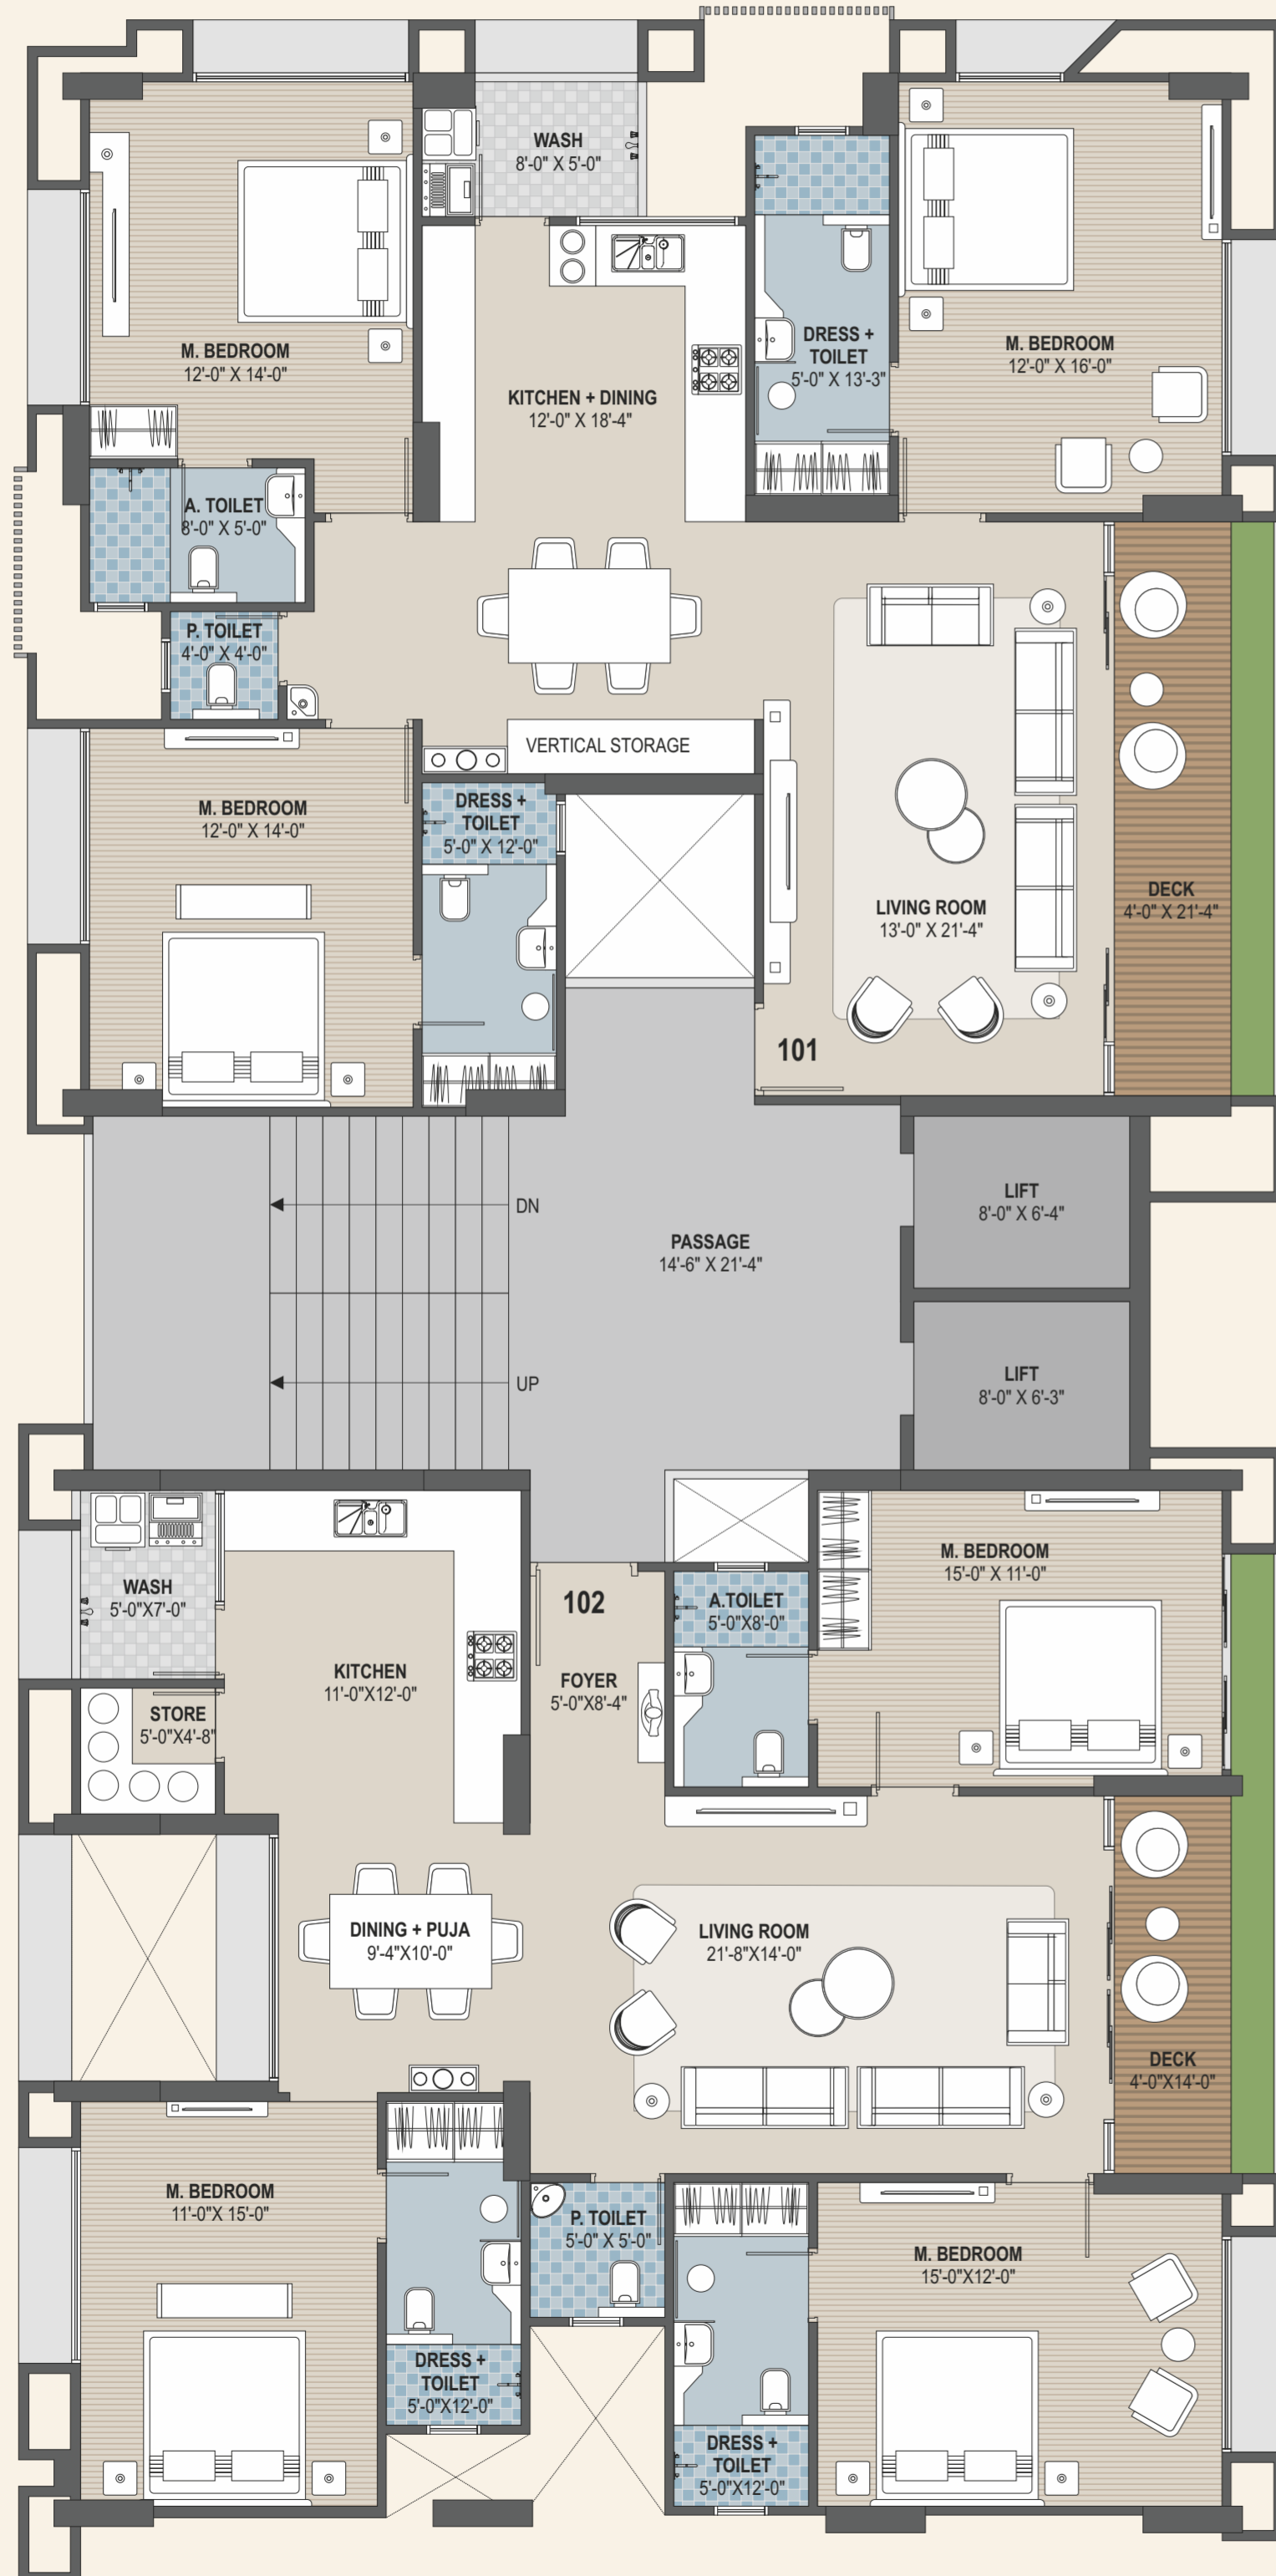 WASH
8'-0" X 5'-0"
M. BEDROOM
12'-0" X 14'-0"
KITCHEN + DINING
12'-0" X 18'-4"
DRESS +
TOILET
5'-0" X 13'-3"
M. BEDROOM
12'-0" X 16'-0"
A. TOILET
8'-0" X 5'-0"
P. TOILET
4'-0" X 4'-0"
VERTICAL STORAGE
M. BEDROOM
12'-0" X 14'-0"
DRESS +
TOILET
5'-0" X 12'-0"
LIVING ROOM
13'-0" X 21'-4"
DECK
4'-0" X 21'-4"
101
DN
UP
PASSAGE
14'-6" X 21'-4"
LIFT
8'-0" X 6'-4"
LIFT
8'-0" X 6'-3"
WASH
5'-0"X7'-0"
STORE
5'-0"X4'-8"
KITCHEN
11'-0"X12'-0"
102
FOYER
5'-0"X8'-4"
A.TOILET
5'-0"X8'-0"
M. BEDROOM
15'-0" X 11'-0"
DINING + PUJA
9'-4"X10'-0"
LIVING ROOM
21'-8"X14'-0"
DECK
4'-0"X14'-0"
M. BEDROOM
11'-0"X 15'-0"
DRESS +
TOILET
5'-0"X12'-0"
P. TOILET
5'-0" X 5'-0"
DRESS +
TOILET
5'-0"X12'-0"
M. BEDROOM
15'-0"X12'-0"